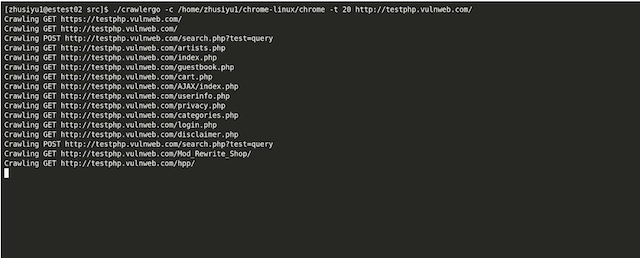 [zhusiyu1@estest02 src]$ ./crawlergo -c /home/zhusiyu1/chrome-linux/chrome -t 20 http://testphp.vulnweb.com/
Crawling GET https://testphp.vulnweb.com/
Crawling GET http://testphp.vulnweb.com/
Crawling POST http://testphp.vulnweb.com/search.php?test=query
Crawling GET http://testphp.vulnweb.com/artists.php
Crawling GET http://testphp.vulnweb.com/index.php
Crawling GET http://testphp.vulnweb.com/guestbook.php
Crawling GET http://testphp.vulnweb.com/cart.php
Crawling GET http://testphp.vulnweb.com/AJAX/index.php
Crawling GET http://testphp.vulnweb.com/userinfo.php
Crawling GET http://testphp.vulnweb.com/privacy.php
Crawling GET http://testphp.vulnweb.com/categories.php
Crawling GET http://testphp.vulnweb.com/login.php
Crawling GET http://testphp.vulnweb.com/disclaimer.php
Crawling POST http://testphp.vulnweb.com/search.php?test=query
Crawling GET http://testphp.vulnweb.com/Mod_Rewrite_Shop/
Crawling GET http://testphp.vulnweb.com/hpp/